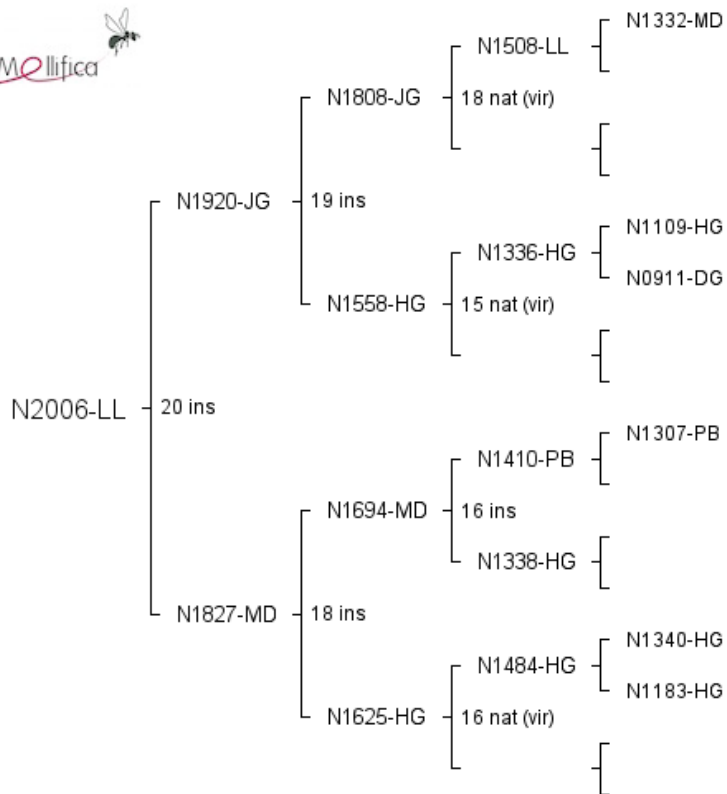 Mellifica
N1332-MD
N1508-LL
N1808-JG
18 nat (vir)
N1920-JG
19 ins
N1109-HG
N1336-HG
N0911-DG
N1558-HG
15 nat (vir)
N2006-LL
20 ins
N1307-PB
N1410-PB
N1694-MD
16 ins
N1338-HG
N1827-MD
18 ins
N1340-HG
N1484-HG
N1183-HG
N1625-HG
16 nat (vir)